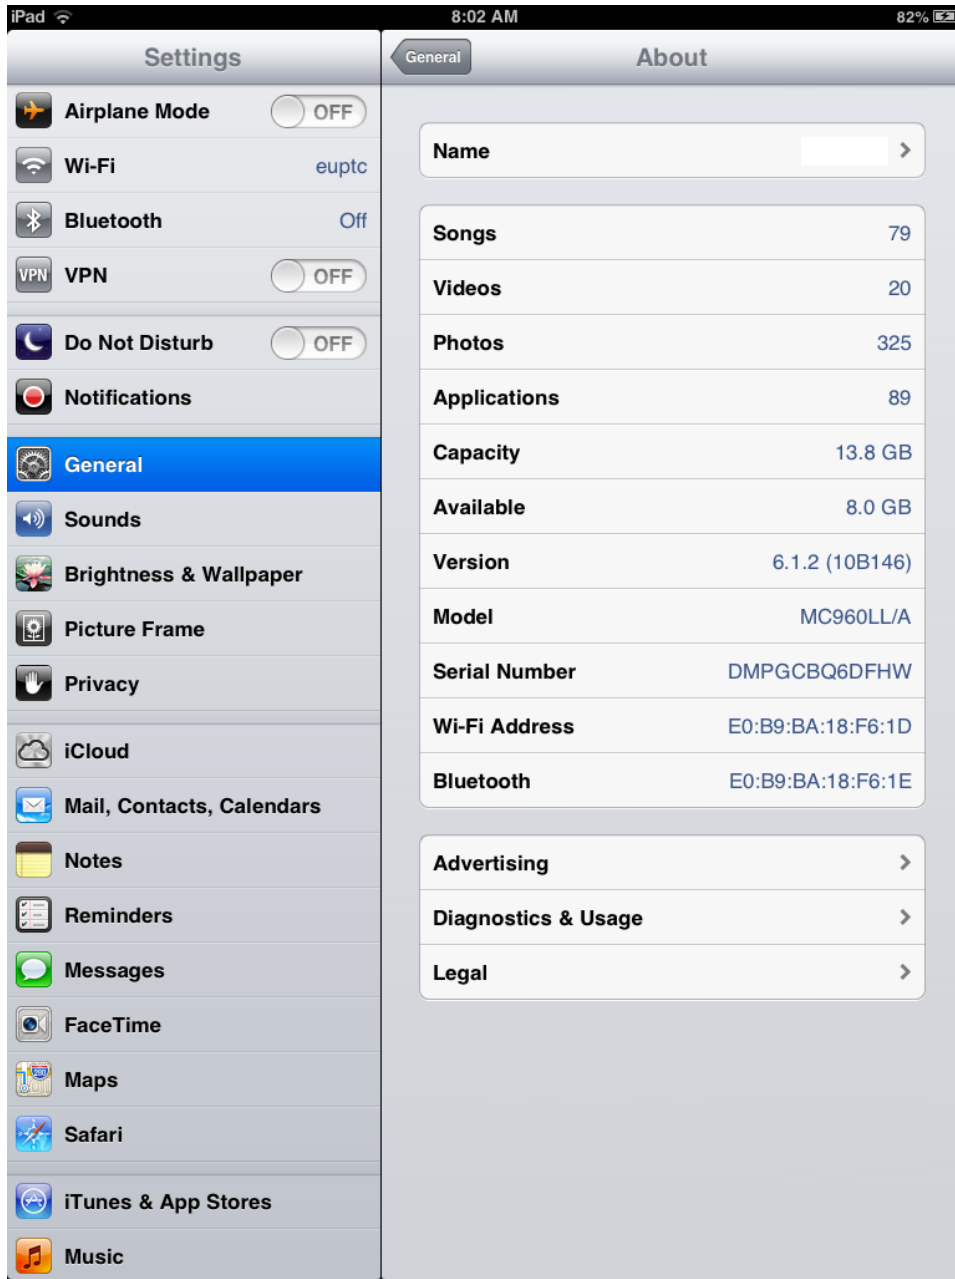 iPad 8:02 AM 82%
Settings
Airplane Mode OFF
Wi-Fi euptc
Bluetooth Off
VPN VPN OFF
Do Not Disturb OFF
Notifications
General
Sounds
Brightness & Wallpaper
Picture Frame
Privacy
iCloud
Mail, Contacts, Calendars
Notes
Reminders
Messages
FaceTime
280
Maps
Safari
iTunes & App Stores
Music
General About
Name
Songs 79
Videos 20
Photos 325
Applications 89
Capacity 13.8 GB
Available 8.0 GB
Version 6.1.2 (10B146)
Model MC960LL/A
Serial Number DMPGCBQ6DFHW
Wi-Fi Address E0:B9:BA:18:F6:1D
Bluetooth E0:B9:BA:18:F6:1E
Advertising
Diagnostics & Usage
Legal